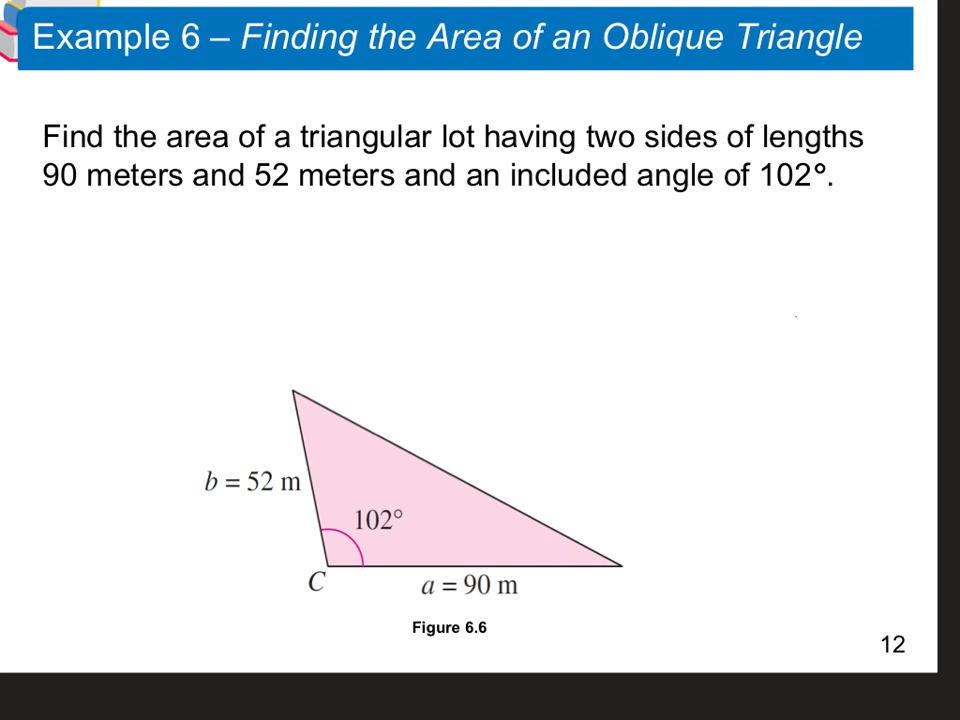 Example 6 – Finding the Area of an Oblique Triangle
Find the area of a triangular lot having two sides of lengths
90 meters and 52 meters and an included angle of 102°.
b = 52 m
102°
C
a = 90 m
Figure 6.6
12